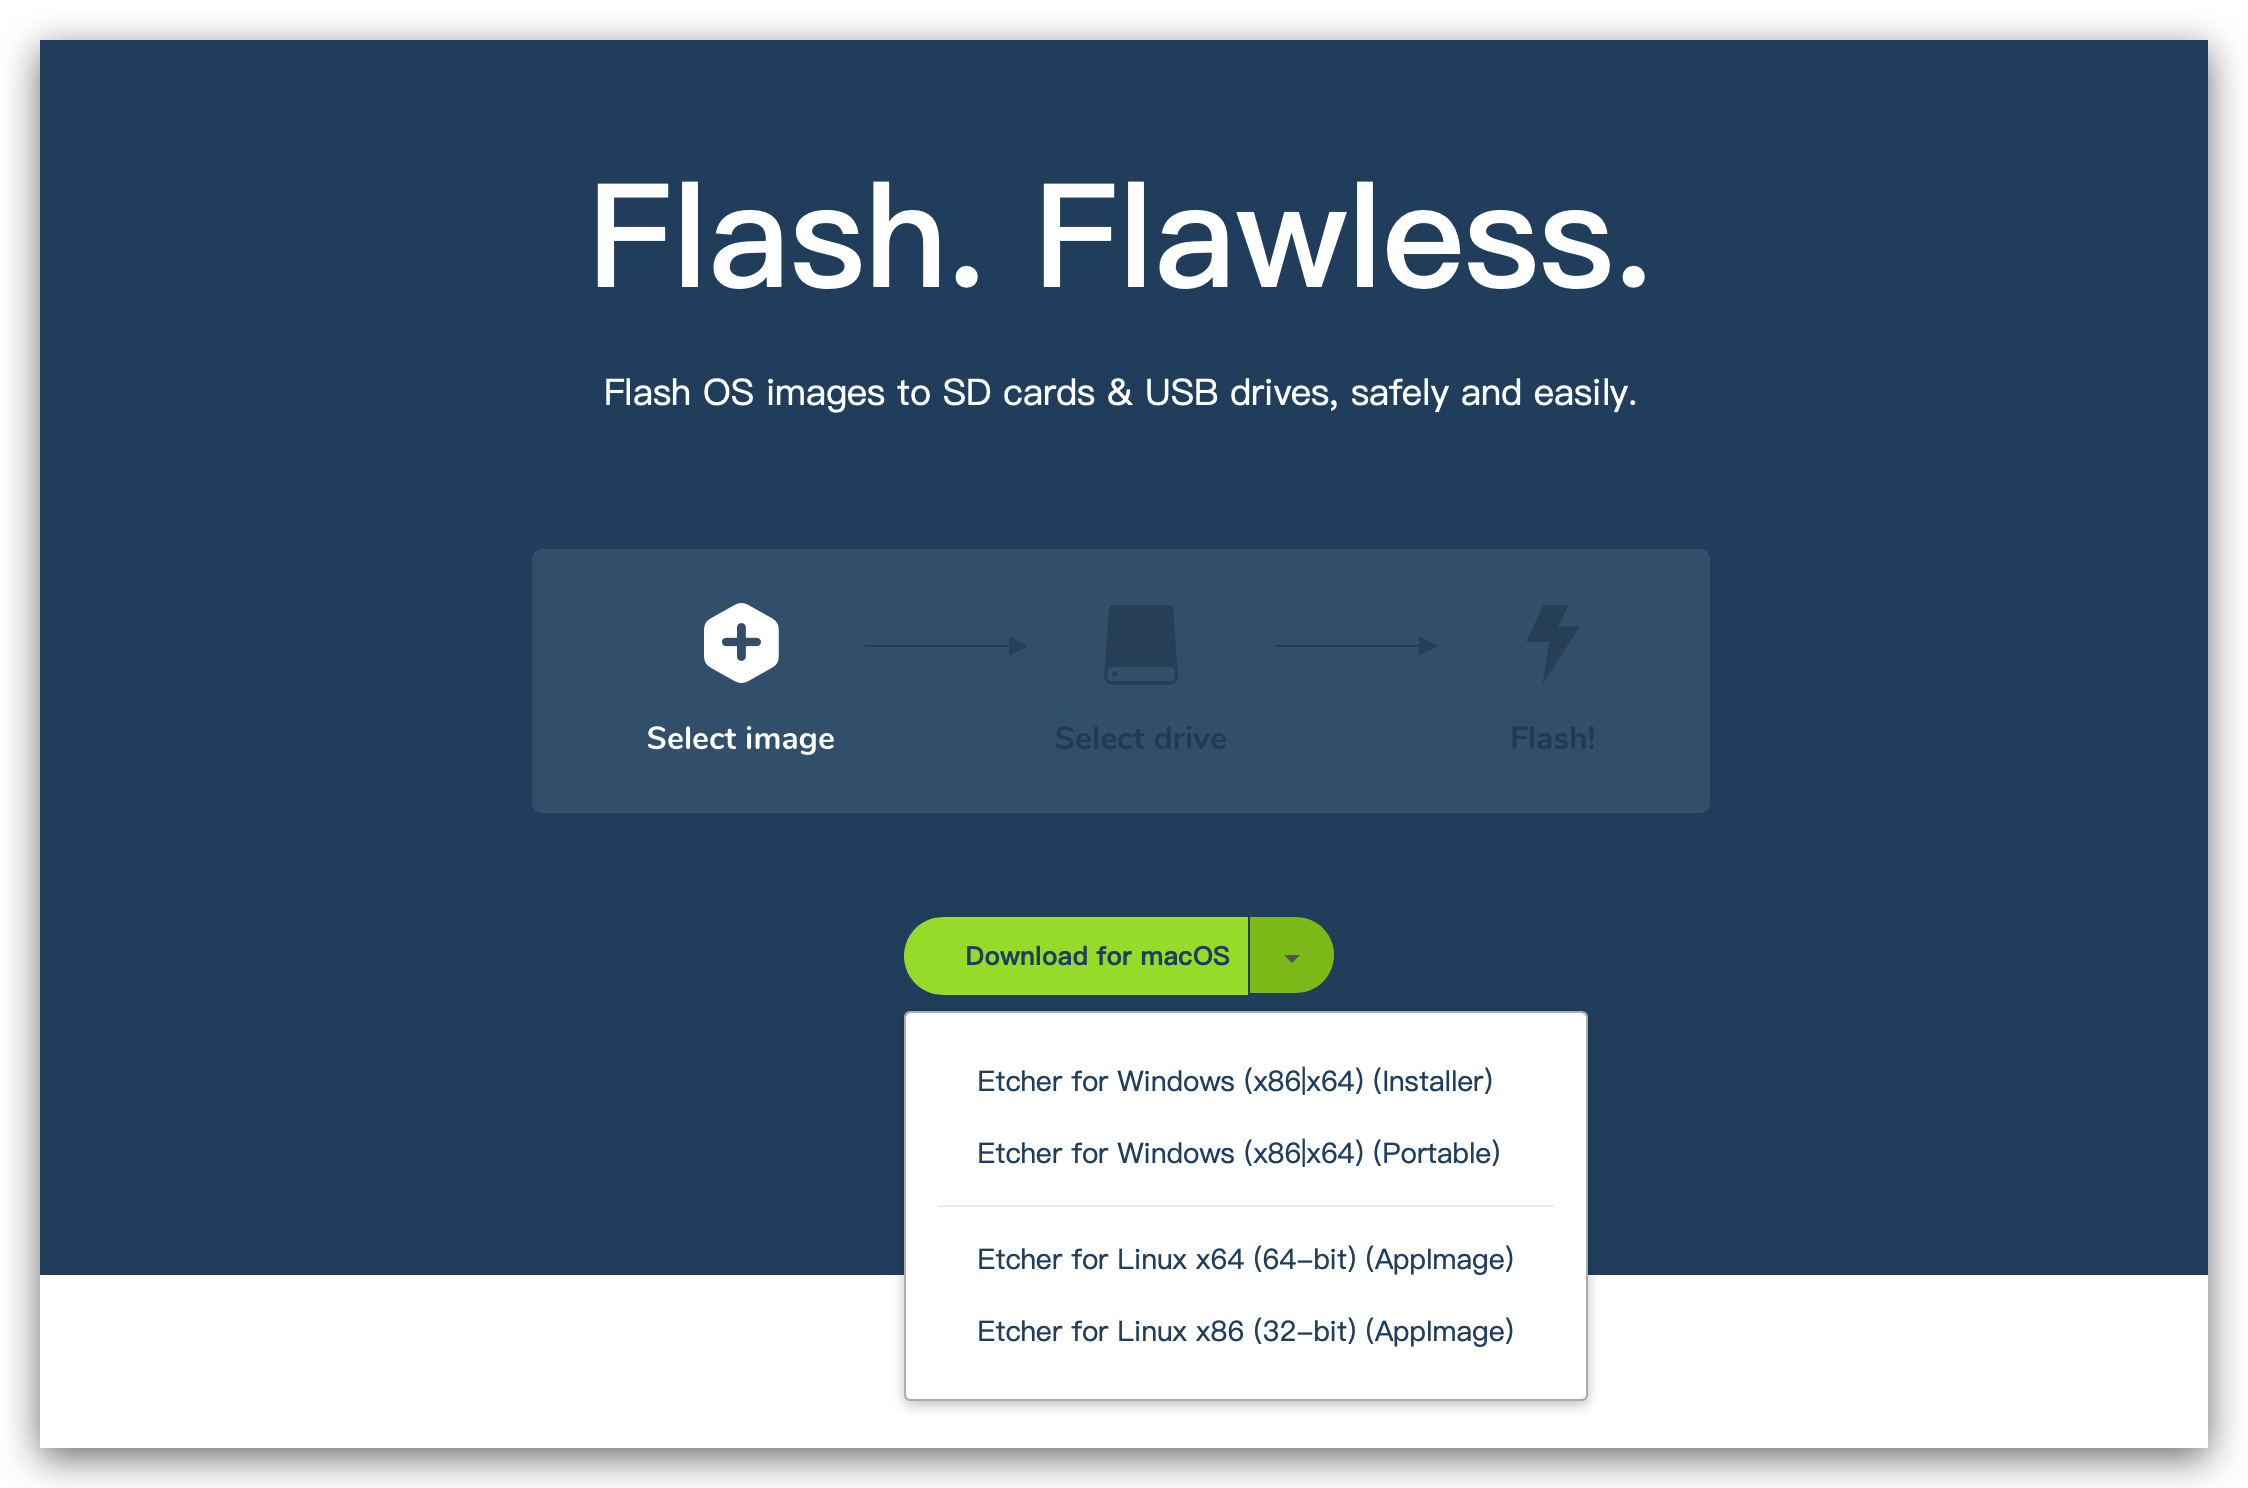 Flash. Flawless.
Flash OS images to SD cards & USB drives, safely and easily.
Select image
Select drive
Flash!
Download for macOS
Etcher for Windows (x86|x64) (Installer)
Etcher for Windows (x86|x64) (Portable)
Etcher for Linux x64 (64-bit) (AppImage)
Etcher for Linux x86 (32-bit) (AppImage)